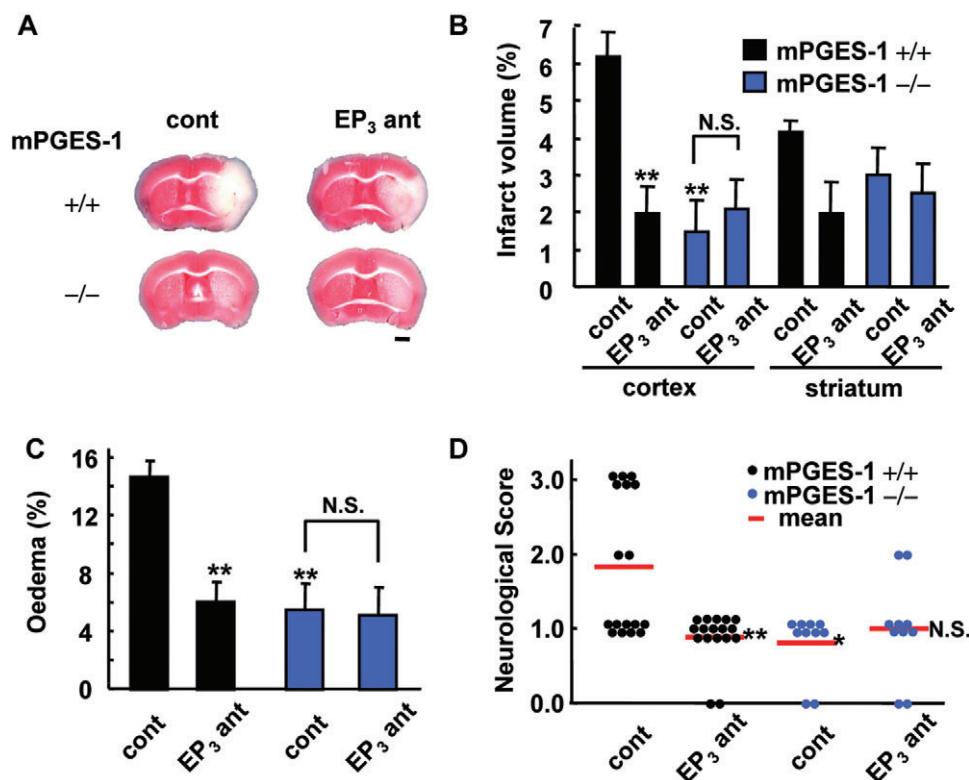 A
mPGES-1
cont
EP3 ant
+/+
−/−
B
Infarct volume (%)
7
6
5
4
3
2
1
0
mPGES-1 +/+
mPGES-1 −/−
N.S.
**
**
cont
EP3 ant
cont
EP3 ant
cont
EP3 ant
cont
EP3 ant
cortex
striatum
C
Oedema (%)
16
12
8
4
0
N.S.
**
**
cont
EP3 ant
cont
EP3 ant
D
Neurological Score
3.0
2.0
1.0
0.0
mPGES-1 +/+
mPGES-1 −/−
mean
**
*
N.S.
cont
EP3 ant
cont
EP3 ant